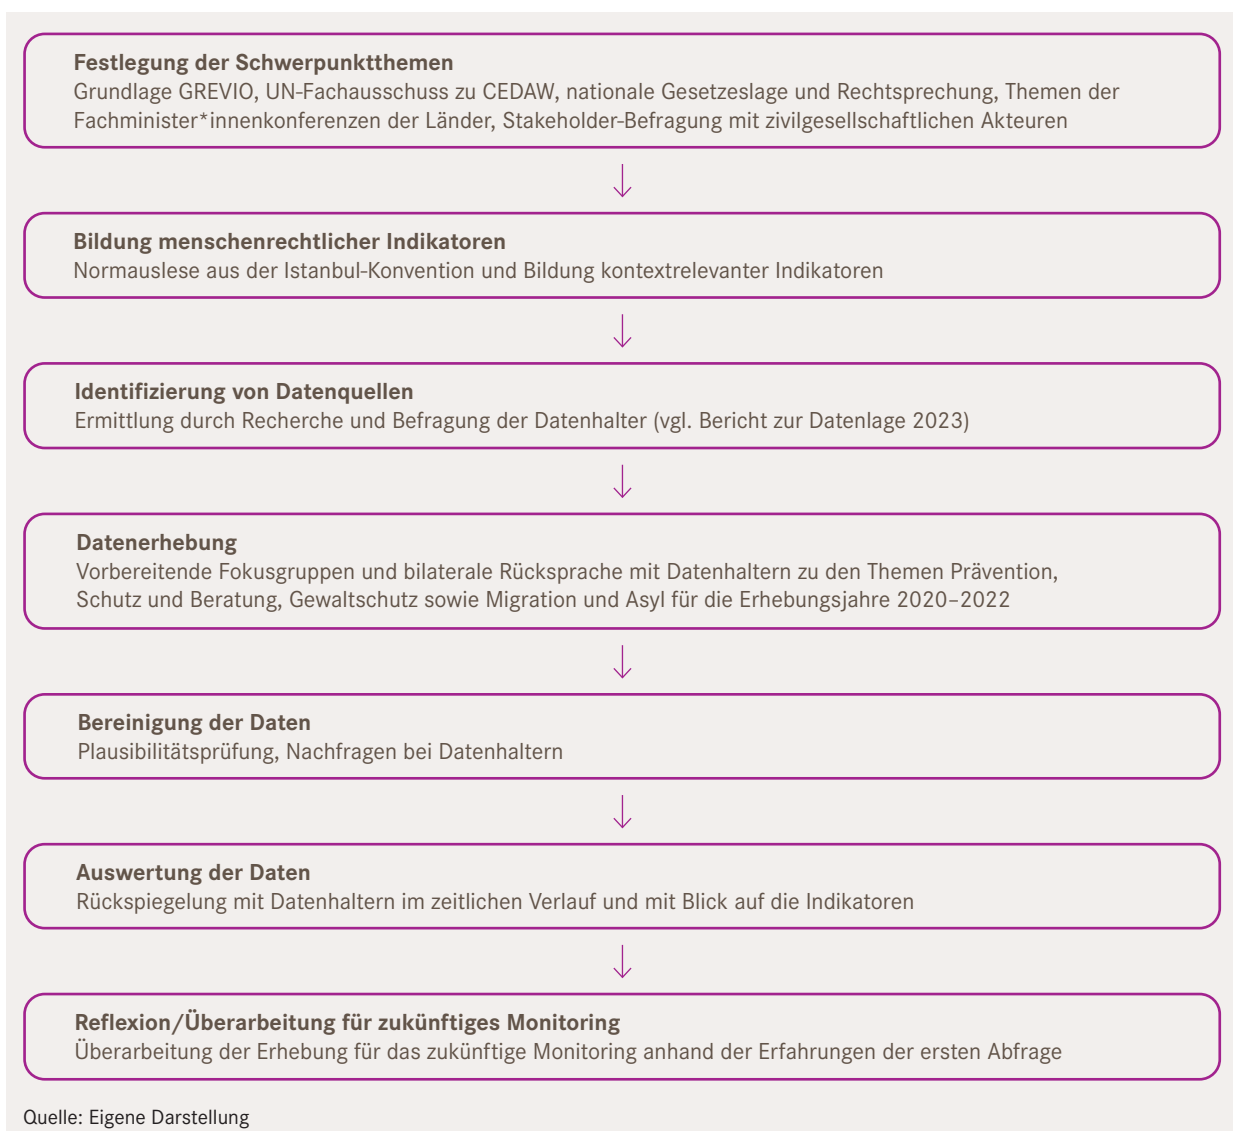 Festlegung der Schwerpunktthemen
Grundlage GREVIO, UN-Fachausschuss zu CEDAW, nationale Gesetzeslage und Rechtsprechung, Themen der
Fachminister*innenkonferenzen der Länder, Stakeholder-Befragung mit zivilgesellschaftlichen Akteuren
Bildung menschenrechtlicher Indikatoren
Normauslese aus der Istanbul-Konvention und Bildung kontextrelevanter Indikatoren
Identifizierung von Datenquellen
Ermittlung durch Recherche und Befragung der Datenhalter (vgl. Bericht zur Datenlage 2023)
Datenerhebung
Vorbereitende Fokusgruppen und bilaterale Rücksprache mit Datenhaltern zu den Themen Prävention,
Schutz und Beratung, Gewaltschutz sowie Migration und Asyl für die Erhebungsjahre 2020–2022
Bereinigung der Daten
Plausibilitätsprüfung, Nachfragen bei Datenhaltern
Auswertung der Daten
Rückspiegelung mit Datenhaltern im zeitlichen Verlauf und mit Blick auf die Indikatoren
Reflexion/Überarbeitung für zukünftiges Monitoring
Überarbeitung der Erhebung für das zukünftige Monitoring anhand der Erfahrungen der ersten Abfrage
Quelle: Eigene Darstellung